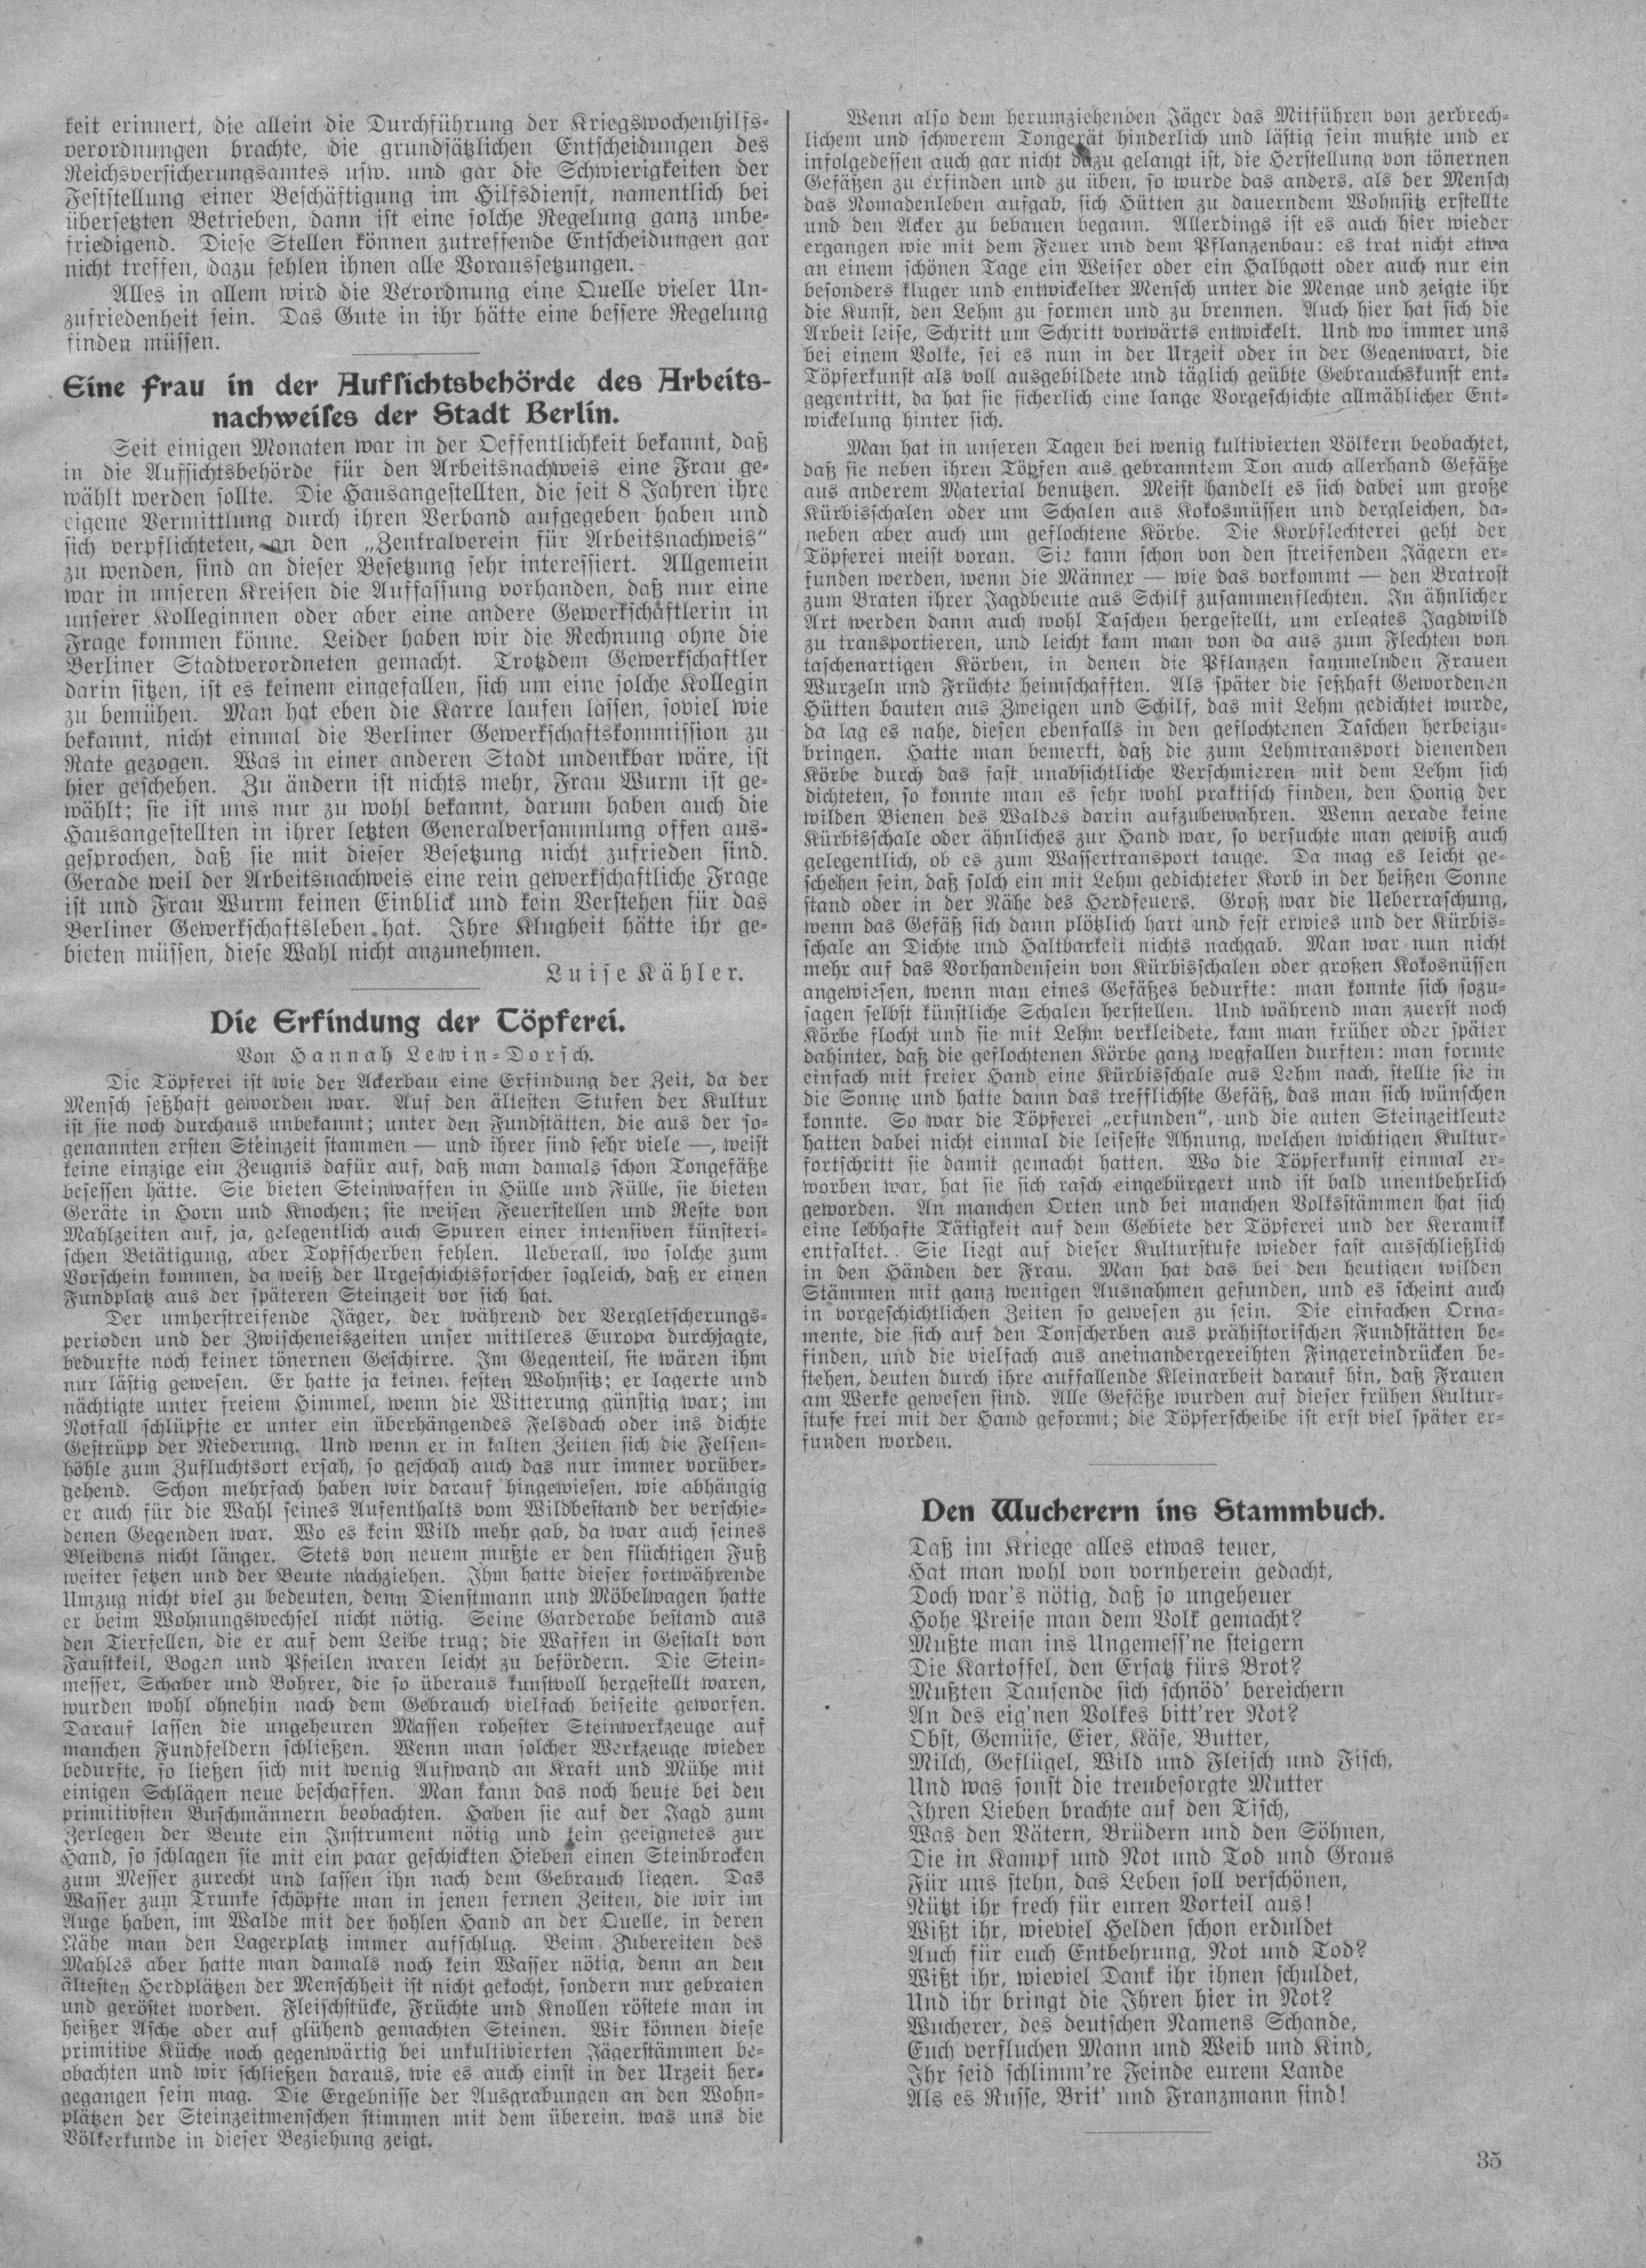 keit erinnert, die allein die Durchführung der Kriegswochenhilfs-
verordnungen brachte, die grundsätzlichen Entscheidungen des
Reichsversicherungsamtes usw. und gar die Schwierigkeiten der
Feststellung einer Beschäftigung im Hilfsdienst, namentlich bei
übersetzten Betrieben, dann ist eine solche Regelung ganz unbe-
friedigend. Diese Stellen können zutreffende Entscheidungen gar
nicht treffen, dazu fehlen ihnen alle Voraussetzungen.
Alles in allem wird die Verordnung eine Quelle vieler Un-
zufriedenheit sein. Das Gute in ihr hätte eine bessere Regelung
finden müssen.
Eine Frau in der Aufsichtsbehörde des Arbeits-
nachweises der Stadt Berlin.
Seit einigen Monaten war in der Oeffentlichkeit bekannt, daß
in die Aufsichtsbehörde für den Arbeitsnachweis eine Frau ge-
wählt werden sollte. Die Hausangestellten, die seit 8 Jahren ihre
eigene Vermittlung durch ihren Verband aufgegeben haben und
sich verpflichteten, an den „Zentralverein für Arbeitsnachweis“
zu wenden, sind an dieser Besetzung sehr interessiert. Allgemein
war in unseren Kreisen die Auffassung vorhanden, daß nur eine
unserer Kolleginnen oder aber eine andere Gewerkschäftlerin in
Frage kommen könne. Leider haben wir die Rechnung ohne die
Berliner Stadtverordneten gemacht. Trotzdem Gewerkschaftler
darin sitzen, ist es keinem eingefallen, sich um eine solche Kollegin
zu bemühen. Man hat eben die Karre laufen lassen, soviel wie
bekannt, nicht einmal die Berliner Gewerkschaftskommission zu
Rate gezogen. Was in einer anderen Stadt undenkbar wäre, ist
hier geschehen. Zu ändern ist nichts mehr, Frau Wurm ist ge-
wählt; sie ist uns nur zu wohl bekannt, darum haben auch die
Hausangestellten in ihrer letzten Generalversammlung offen aus-
gesprochen, daß sie mit dieser Besetzung nicht zufrieden sind.
Gerade weil der Arbeitsnachweis eine rein gewerkschaftliche Frage
ist und Frau Wurm keinen Einblick und kein Verstehen für das
Berliner Gewerkschaftsleben hat. Ihre Klugheit hätte ihr ge-
bieten müssen, diese Wahl nicht anzunehmen.
Luise Kähler.
Die Erfindung der Töpferei.
Von Hannah Lewin-Dorsch.
Die Töpferei ist wie der Ackerbau eine Erfindung der Zeit, da der
Mensch seßhaft geworden war. Auf den ältesten Stufen der Kultur
ist sie noch durchaus unbekannt; unter den Fundstätten, die aus der so-
genannten ersten Steinzeit stammen — und ihrer sind sehr viele —, weist
keine einzige ein Zeugnis dafür auf, daß man damals schon Tongefäße
besessen hätte. Sie bieten Steinwaffen in Hülle und Fülle, sie bieten
Geräte in Horn und Knochen; sie weisen Feuerstellen und Reste von
Mahlzeiten auf, ja, gelegentlich auch Spuren einer intensiven künsteri-
schen Betätigung, aber Topfscherben fehlen. Ueberall, wo solche zum
Vorschein kommen, da weiß der Urgeschichtsforscher sogleich, daß er einen
Fundplatz aus der späteren Steinzeit vor sich hat.
Der umherstreifende Jäger, der während der Vergletscherungs-
perioden und der Zwischeneiszeiten unser mittleres Europa durchjagte,
bedurfte noch keiner tönernen Geschirre. Im Gegenteil, sie wären ihm
nur lästig gewesen. Er hatte ja keinen festen Wohnsitz; er lagerte und
nächtigte unter freiem Himmel, wenn die Witterung günstig war; im
Notfall schlüpfte er unter ein überhängendes Felsdach oder ins dichte
Gestrüpp der Niederung. Und wenn er in kalten Zeiten sich die Felsen-
höhle zum Zufluchtsort ersah, so geschah auch das nur immer vorüber-
gehend. Schon mehrfach haben wir darauf hingewiesen, wie abhängig
er auch für die Wahl seines Aufenthalts vom Wildbestand der verschie-
denen Gegenden war. Wo es kein Wild mehr gab, da war auch seines
Bleibens nicht länger. Stets von neuem mußte er den flüchtigen Fuß
weiter setzen und der Beute nachziehen. Ihm hatte dieser fortwährende
Umzug nicht viel zu bedeuten, denn Dienstmann und Möbelwagen hatte
er beim Wohnungswechsel nicht nötig. Seine Garderobe bestand aus
den Tierfellen, die er auf dem Leibe trug; die Waffen in Gestalt von
Faustkeil, Bogen und Pfeilen waren leicht zu befördern. Die Stein-
messer, Schaber und Bohrer, die so überaus kunstvoll hergestellt waren,
wurden wohl ohnehin nach dem Gebrauch vielfach beiseite geworfen.
Darauf lassen die ungeheuren Massen rohester Steinwerkzeuge auf
manchen Fundfeldern schließen. Wenn man solcher Werkzeuge wieder
bedurfte, so ließen sich mit wenig Aufwand an Kraft und Mühe mit
einigen Schlägen neue beschaffen. Man kann das noch heute bei den
primitivsten Buschmännern beobachten. Haben sie auf der Jagd zum
Zerlegen der Beute ein Instrument nötig und kein geeignetes zur
Hand, so schlagen sie mit ein paar geschickten Hieben einen Steinbrocken
zum Messer zurecht und lassen ihn nach dem Gebrauch liegen. Das
Wasser zum Trunke schöpfte man in jenen fernen Zeiten, die wir im
Auge haben, im Walde mit der hohlen Hand an der Quelle, in deren
Nähe man den Lagerplatz immer aufschlug. Beim Zubereiten des
Mahles aber hatte man damals noch kein Wasser nötig, denn an den
ältesten Herdplätzen der Menschheit ist nicht gekocht, sondern nur gebraten
und geröstet worden. Fleischstücke, Früchte und Knollen röstete man in
heißer Asche oder auf glühend gemachten Steinen. Wir können diese
primitive Küche noch gegenwärtig bei unkultivierten Jägerstämmen be-
obachten und wir schließen daraus, wie es auch einst in der Urzeit her-
gegangen sein mag. Die Ergebnisse der Ausgrabungen an den Wohn-
plätzen der Steinzeitmenschen stimmen mit dem überein, was uns die
Völkerkunde in dieser Beziehung zeigt.
Wenn also dem herumziehenden Jäger das Mitführen von zerbrech-
lichem und schwerem Tongerät hinderlich und lästig sein mußte und er
infolgedessen auch gar nicht dazu gelangt ist, die Herstellung von tönernen
Gefäßen zu erfinden und zu üben, so wurde das anders, als der Mensch
das Nomadenleben aufgab, sich Hütten zu dauerndem Wohnsitz erstellte
und den Acker zu bebauen begann. Allerdings ist es auch hier wieder
ergangen wie mit dem Feuer und dem Pflanzenbau: es trat nicht etwa
an einem schönen Tage ein Weiser oder ein Halbgott oder auch nur ein
besonders kluger und entwickelter Mensch unter die Menge und zeigte ihr
die Kunst, den Lehm zu formen und zu brennen. Auch hier hat sich die
Arbeit leise, Schritt um Schritt vorwärts entwickelt. Und wo immer uns
bei einem Volke, sei es nun in der Urzeit oder in der Gegenwart, die
Töpferkunst als voll ausgebildete und täglich geübte Gebrauchskunst ent-
gegentritt, da hat sie sicherlich eine lange Vorgeschichte allmählicher Ent-
wickelung hinter sich.
Man hat in unseren Tagen bei wenig kultivierten Völkern beobachtet,
daß sie neben ihren Töpfen aus gebranntem Ton auch allerhand Gefäße
aus anderem Material benutzen. Meist handelt es sich dabei um große
Kürbisschalen oder um Schalen aus Kokosmüssen und dergleichen, da-
neben aber auch um geflochtene Körbe. Die Korbflechterei geht der
Töpferei meist voran. Sie kann schon von den streifenden Jägern er-
funden werden, wenn die Männer — wie das vorkommt — den Bratrost
zum Braten ihrer Jagdbeute aus Schilf zusammenflechten. In ähnlicher
Art werden dann auch wohl Taschen hergestellt, um erlegtes Jagdwild
zu transportieren, und leicht kam man von da aus zum Flechten von
taschenartigen Körben, in denen die Pflanzen sammelnden Frauen
Wurzeln und Früchte heimschafften. Als später die seßhaft Gewordenen
Hütten bauten aus Zweigen und Schilf, das mit Lehm gedichtet wurde,
da lag es nahe, diesen ebenfalls in den geflochtenen Taschen herbeizu-
bringen. Hatte man bemerkt, daß die zum Lehmtransport dienenden
Körbe durch das fast unabsichtliche Verschmieren mit dem Lehm sich
dichteten, so konnte man es sehr wohl praktisch finden, den Honig der
wilden Bienen des Waldes darin aufzubewahren. Wenn gerade keine
Kürbisschale oder ähnliches zur Hand war, so versuchte man gewiß auch
gelegentlich, ob es zum Wassertransport tauge. Da mag es leicht ge-
schehen sein, daß solch ein mit Lehm gedichteter Korb in der heißen Sonne
stand oder in der Nähe des Herdfeuers. Groß war die Ueberraschung,
wenn das Gefäß sich dann plötzlich hart und fest erwies und der Kürbis-
schale an Dichte und Haltbarkeit nichts nachgab. Man war nun nicht
mehr auf das Vorhandensein von Kürbisschalen oder großen Kokosnüssen
angewiesen, wenn man eines Gefäßes bedurfte: man konnte sich sozu-
sagen selbst künstliche Schalen herstellen. Und während man zuerst noch
Körbe flocht und sie mit Lehm verkleidete, kam man früher oder später
dahinter, daß die geflochtenen Körbe ganz wegfallen durften: man formte
einfach mit freier Hand eine Kürbisschale aus Lehm nach, stellte sie in
die Sonne und hatte dann das trefflichste Gefäß, das man sich wünschen
konnte. So war die Töpferei „erfunden“, und die guten Steinzeitleute
hatten dabei nicht einmal die leiseste Ahnung, welchen wichtigen Kultur-
fortschritt sie damit gemacht hatten. Wo die Töpferkunst einmal er-
worben war, hat sie sich rasch eingebürgert und ist bald unentbehrlich
geworden. An manchen Orten und bei manchen Volksstämmen hat sich
eine lebhafte Tätigkeit auf dem Gebiete der Töpferei und der Keramik
entfaltet. Sie liegt auf dieser Kulturstufe wieder fast ausschließlich
in den Händen der Frau. Man hat das bei den heutigen wilden
Stämmen mit ganz wenigen Ausnahmen gefunden, und es scheint auch
in vorgeschichtlichen Zeiten so gewesen zu sein. Die einfachen Orna-
mente, die sich auf den Tonscherben aus prähistorischen Fundstätten be-
finden, und die vielfach aus aneinandergereihten Fingereindrücken be-
stehen, deuten durch ihre auffallende Kleinarbeit darauf hin, daß Frauen
am Werke gewesen sind. Alle Gefäße wurden auf dieser frühen Kultur-
stufe frei mit der Hand geformt; die Töpferscheibe ist erst viel später er-
funden worden.
Den Wucherern ins Stammbuch.
Daß im Kriege alles etwas teuer,
Hat man wohl von vornherein gedacht,
Doch war's nötig, daß so ungeheuer
Hohe Preise man dem Volk gemacht?
Mußte man ins Ungemess'ne steigern
Die Kartoffel, den Ersatz fürs Brot?
Mußten Tausende sich schnöd' bereichern
An des eig'nen Volkes bitt'rer Not?
Obst, Gemüse, Eier, Käse, Butter,
Milch, Geflügel, Wild und Fleisch und Fisch,
Und was sonst die treubesorgte Mutter
Ihren Lieben brachte auf den Tisch,
Was den Vätern, Brüdern und den Söhnen,
Die in Kampf und Not und Tod und Graus
Für uns stehn, das Leben soll verschönen,
Nützt ihr frech für euren Vorteil aus!
Wißt ihr, wieviel Helden schon erduldet
Auch für euch Entbehrung, Not und Tod?
Wißt ihr, wieviel Dank ihr ihnen schuldet,
Und ihr bringt die Ihren hier in Not?
Wucherer, des deutschen Namens Schande,
Euch verfluchen Mann und Weib und Kind,
Ihr seid schlimm're Feinde eurem Lande
Als es Russe, Brit' und Franzmann sind!
35